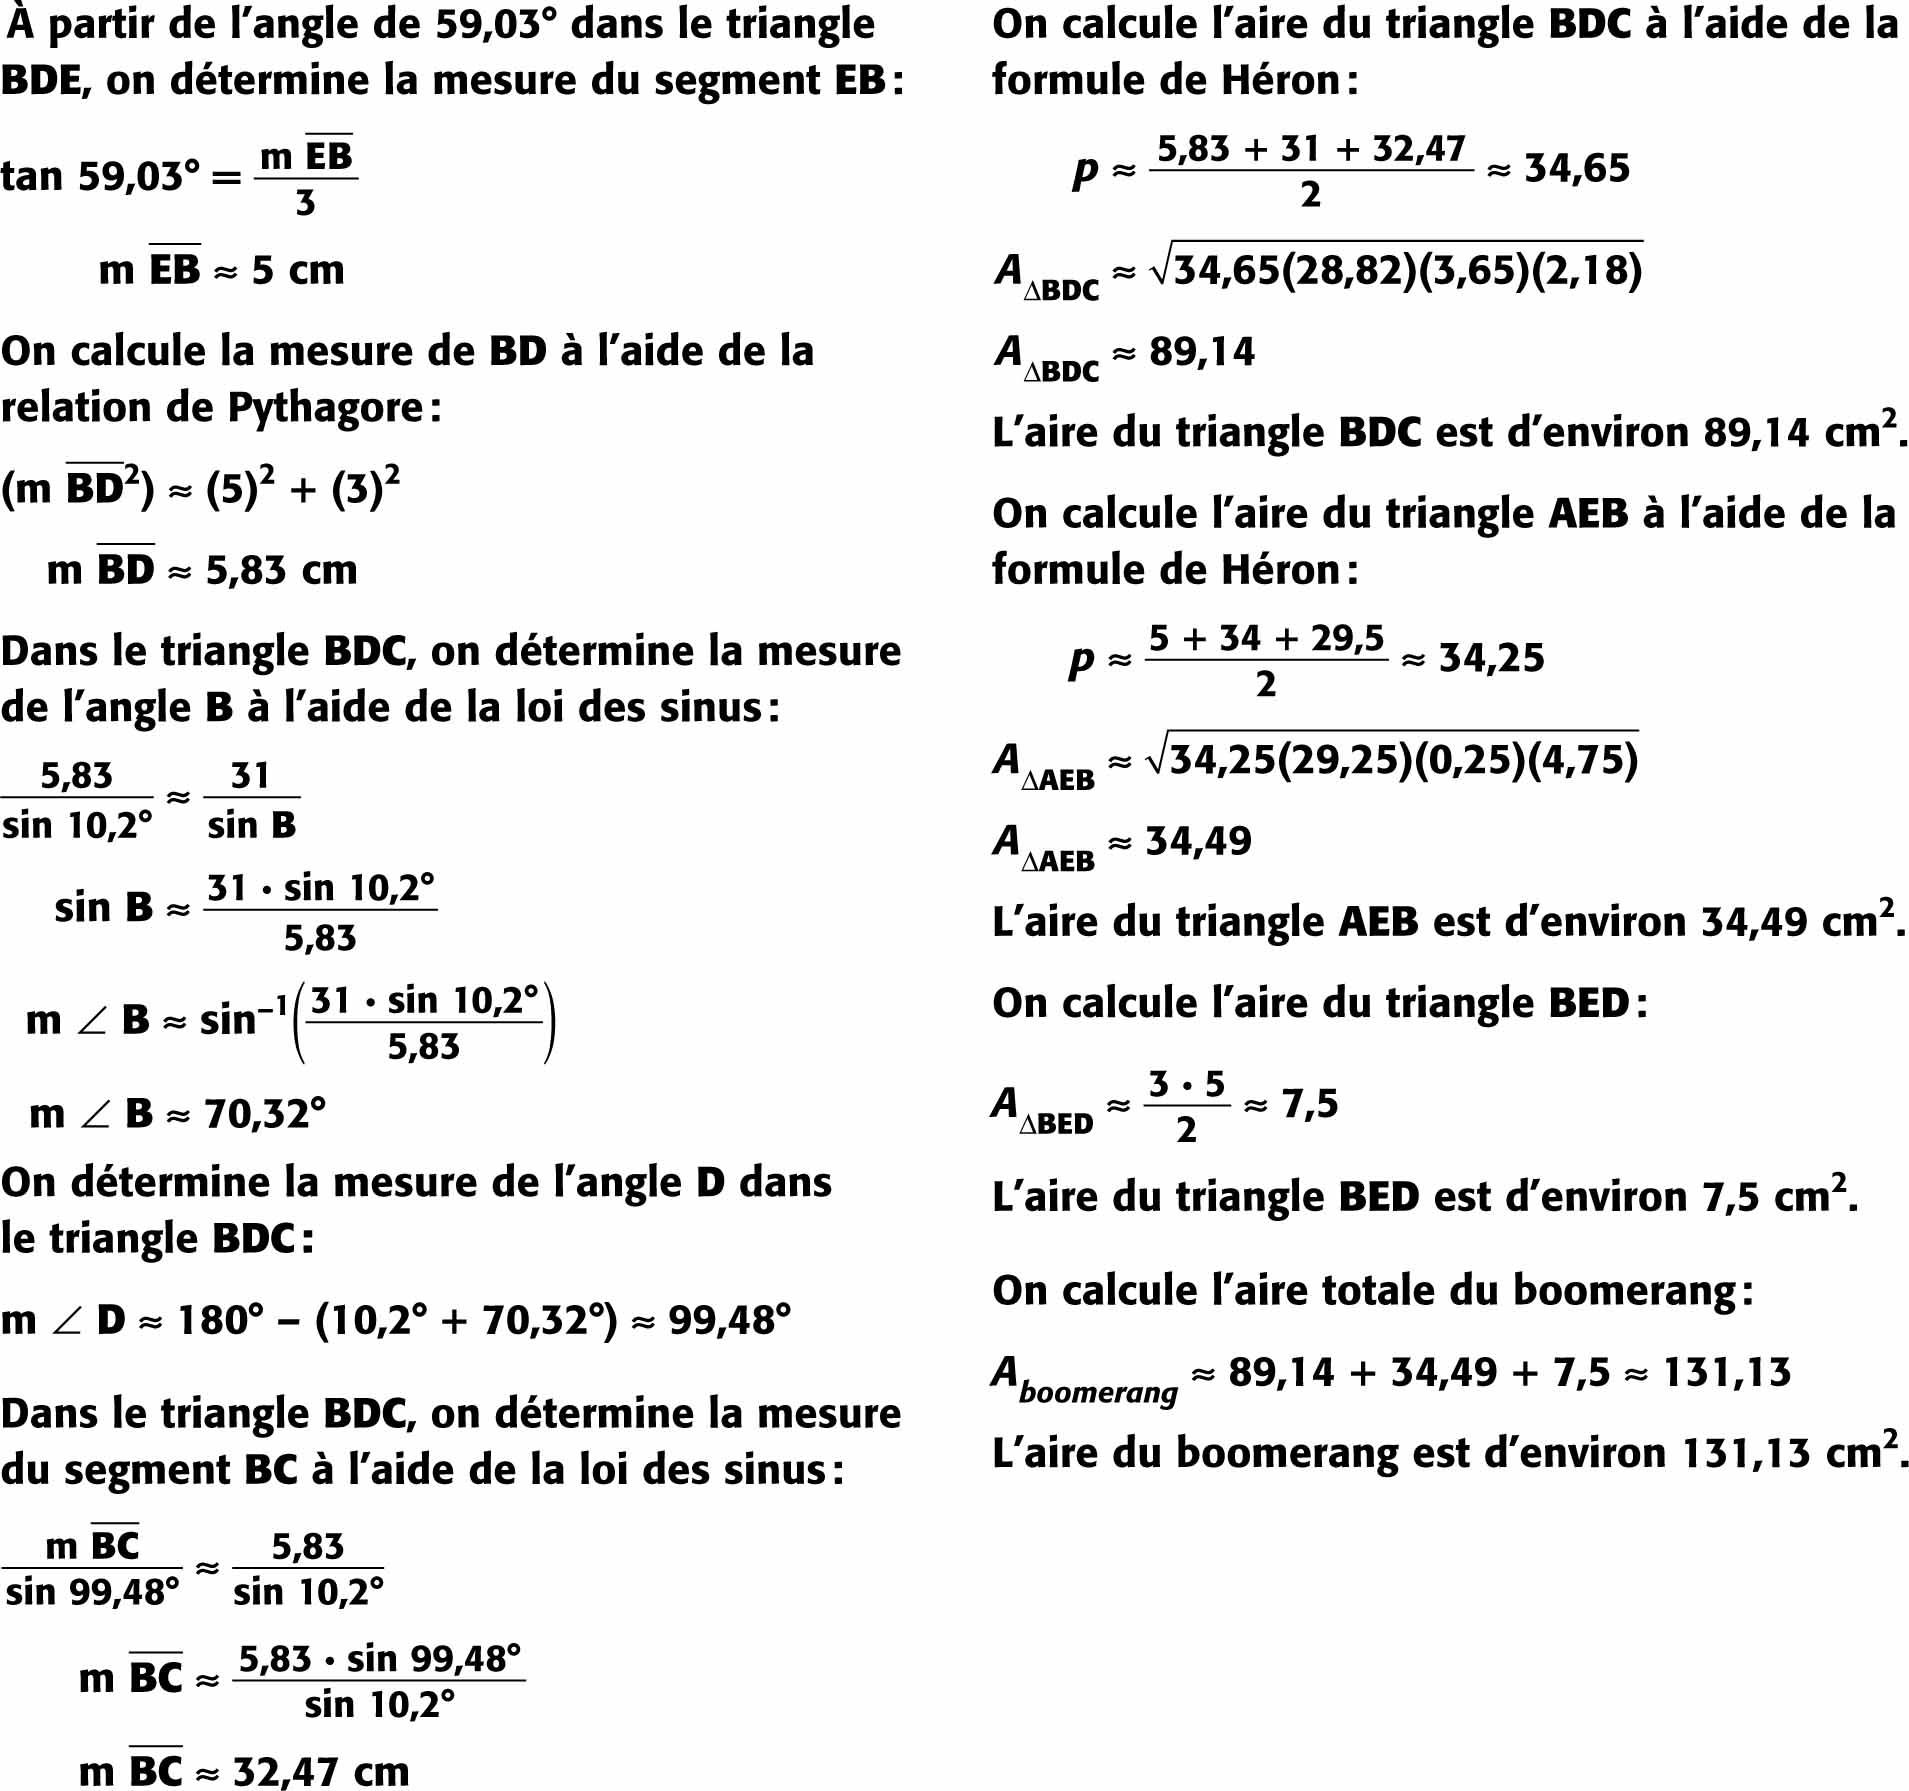 À partir de l'angle de 59,03° dans le triangle
BDE, on détermine la mesure du segment EB :
tan 59,03° = m EB / 3
m EB ≈ 5 cm
On calcule la mesure de BD à l'aide de la
relation de Pythagore :
(m BD²) ≈ (5)² + (3)²
m BD ≈ 5,83 cm
Dans le triangle BDC, on détermine la mesure
de l'angle B à l'aide de la loi des sinus :
5,83 / sin 10,2° ≈ 31 / sin B
sin B ≈ 31 · sin 10,2° / 5,83
m ∠ B ≈ sin⁻¹(31 · sin 10,2° / 5,83)
m ∠ B ≈ 70,32°
On détermine la mesure de l'angle D dans
le triangle BDC :
m ∠ D ≈ 180° – (10,2° + 70,32°) ≈ 99,48°
Dans le triangle BDC, on détermine la mesure
du segment BC à l'aide de la loi des sinus :
m BC / sin 99,48° ≈ 5,83 / sin 10,2°
m BC ≈ 5,83 · sin 99,48° / sin 10,2°
m BC ≈ 32,47 cm
On calcule l'aire du triangle BDC à l'aide de la
formule de Héron :
p ≈ 5,83 + 31 + 32,47 / 2 ≈ 34,65
A ΔBDC ≈ √34,65(28,82)(3,65)(2,18)
A ΔBDC ≈ 89,14
L'aire du triangle BDC est d'environ 89,14 cm².
On calcule l'aire du triangle AEB à l'aide de la
formule de Héron :
p ≈ 5 + 34 + 29,5 / 2 ≈ 34,25
A ΔAEB ≈ √34,25(29,25)(0,25)(4,75)
A ΔAEB ≈ 34,49
L'aire du triangle AEB est d'environ 34,49 cm².
On calcule l'aire du triangle BED :
A ΔBED ≈ 3 · 5 / 2 ≈ 7,5
L'aire du triangle BED est d'environ 7,5 cm².
On calcule l'aire totale du boomerang :
A boomerang ≈ 89,14 + 34,49 + 7,5 ≈ 131,13
L'aire du boomerang est d'environ 131,13 cm².